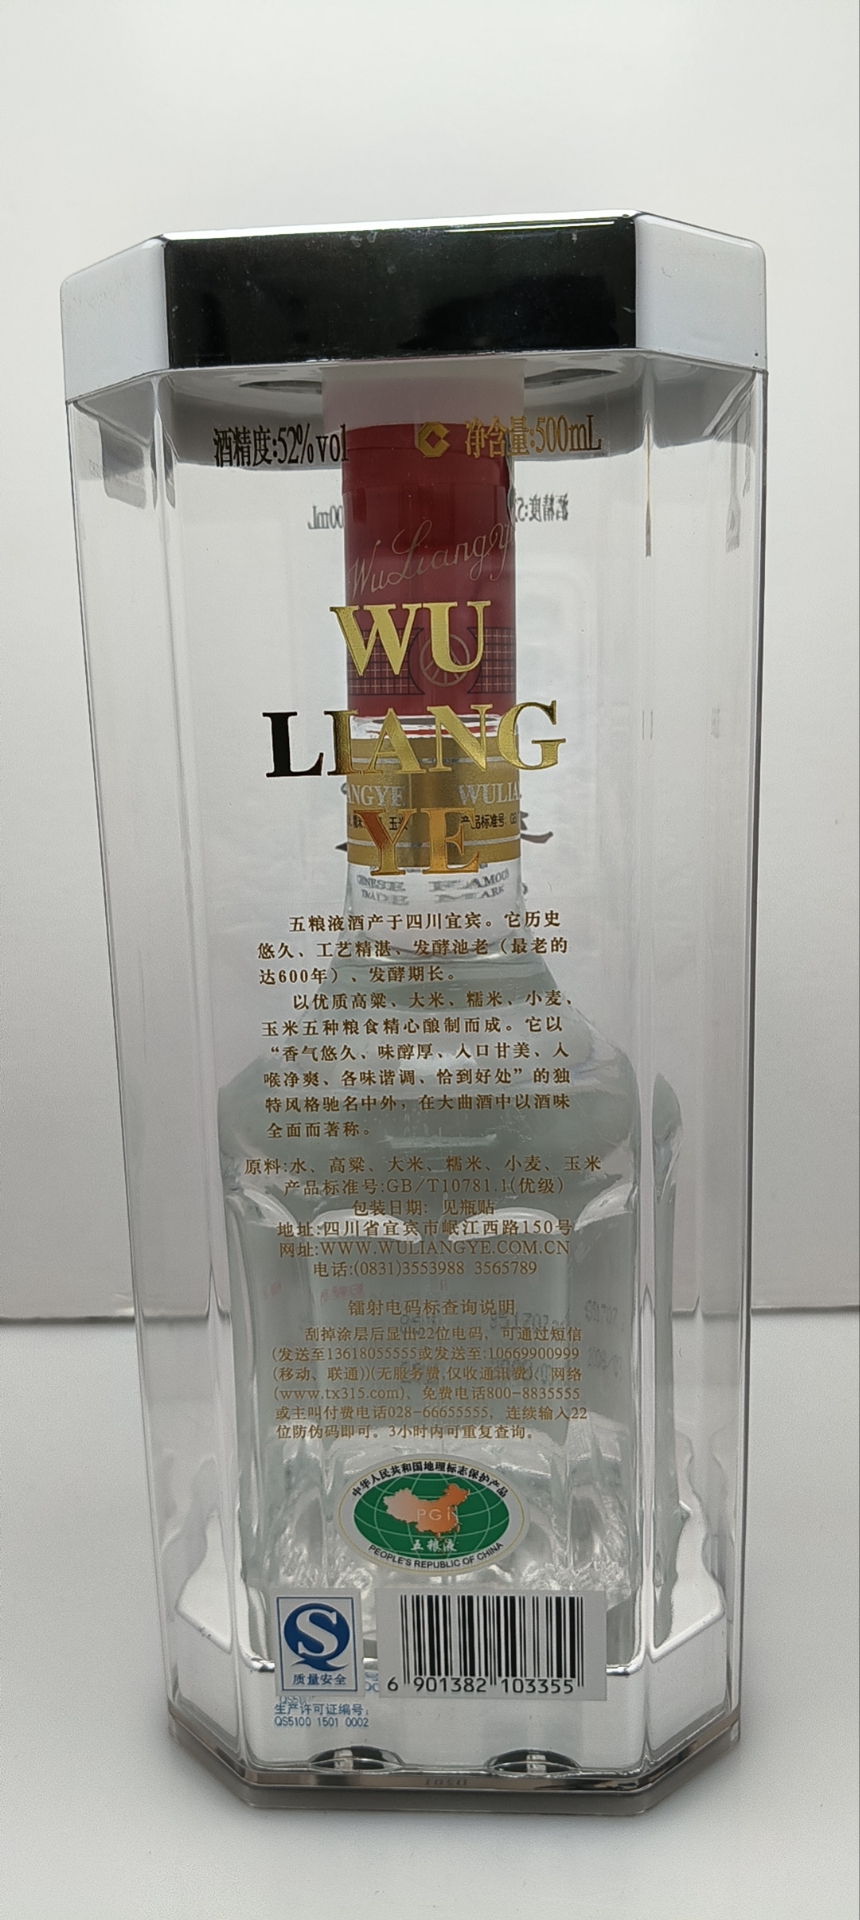 酒精度:52%vol 净含量:500mL
WuLiangYe
WU
LIANG
YE
ANGYE WULIA
产品标准号:
五粮液酒产于四川宜宾。它历史
悠久、工艺精湛、发酵池老（最老的
达600年）、发酵期长。
以优质高粱、大米、糯米、小麦、
玉米五种粮食精心酿制而成。它以
“香气悠久、味醇厚、入口甘美、入
喉净爽、各味谐调、恰到好处”的独
特风格驰名中外，在大曲酒中以酒味
全面而著称。
原料:水、高粱、大米、糯米、小麦、玉米
产品标准号:GB/T10781.1(优级)
包装日期: 见瓶贴
地址:四川省宜宾市岷江西路150号
网址:WWW.WULIANGYE.COM.CN
电话:(0831)3553988 3565789
镭射电码标查询说明
刮掉涂层后显出22位电码，可通过短信
(发送至13618055555或发送至:10669900999
(移动、联通)(无服务费,仅收通讯费)、网络
(www.tx315.com)、免费电话800-8835555
或主叫付费电话028-66655555，连续输入22
位防伪码即可。3小时内可重复查询。
中华人民共和国地理标志保护产品
PGI
五粮液
PEOPLE'S REPUBLIC OF CHINA
质量安全
生产许可证编号:
QS5100 1501 0002
6 901382 103355